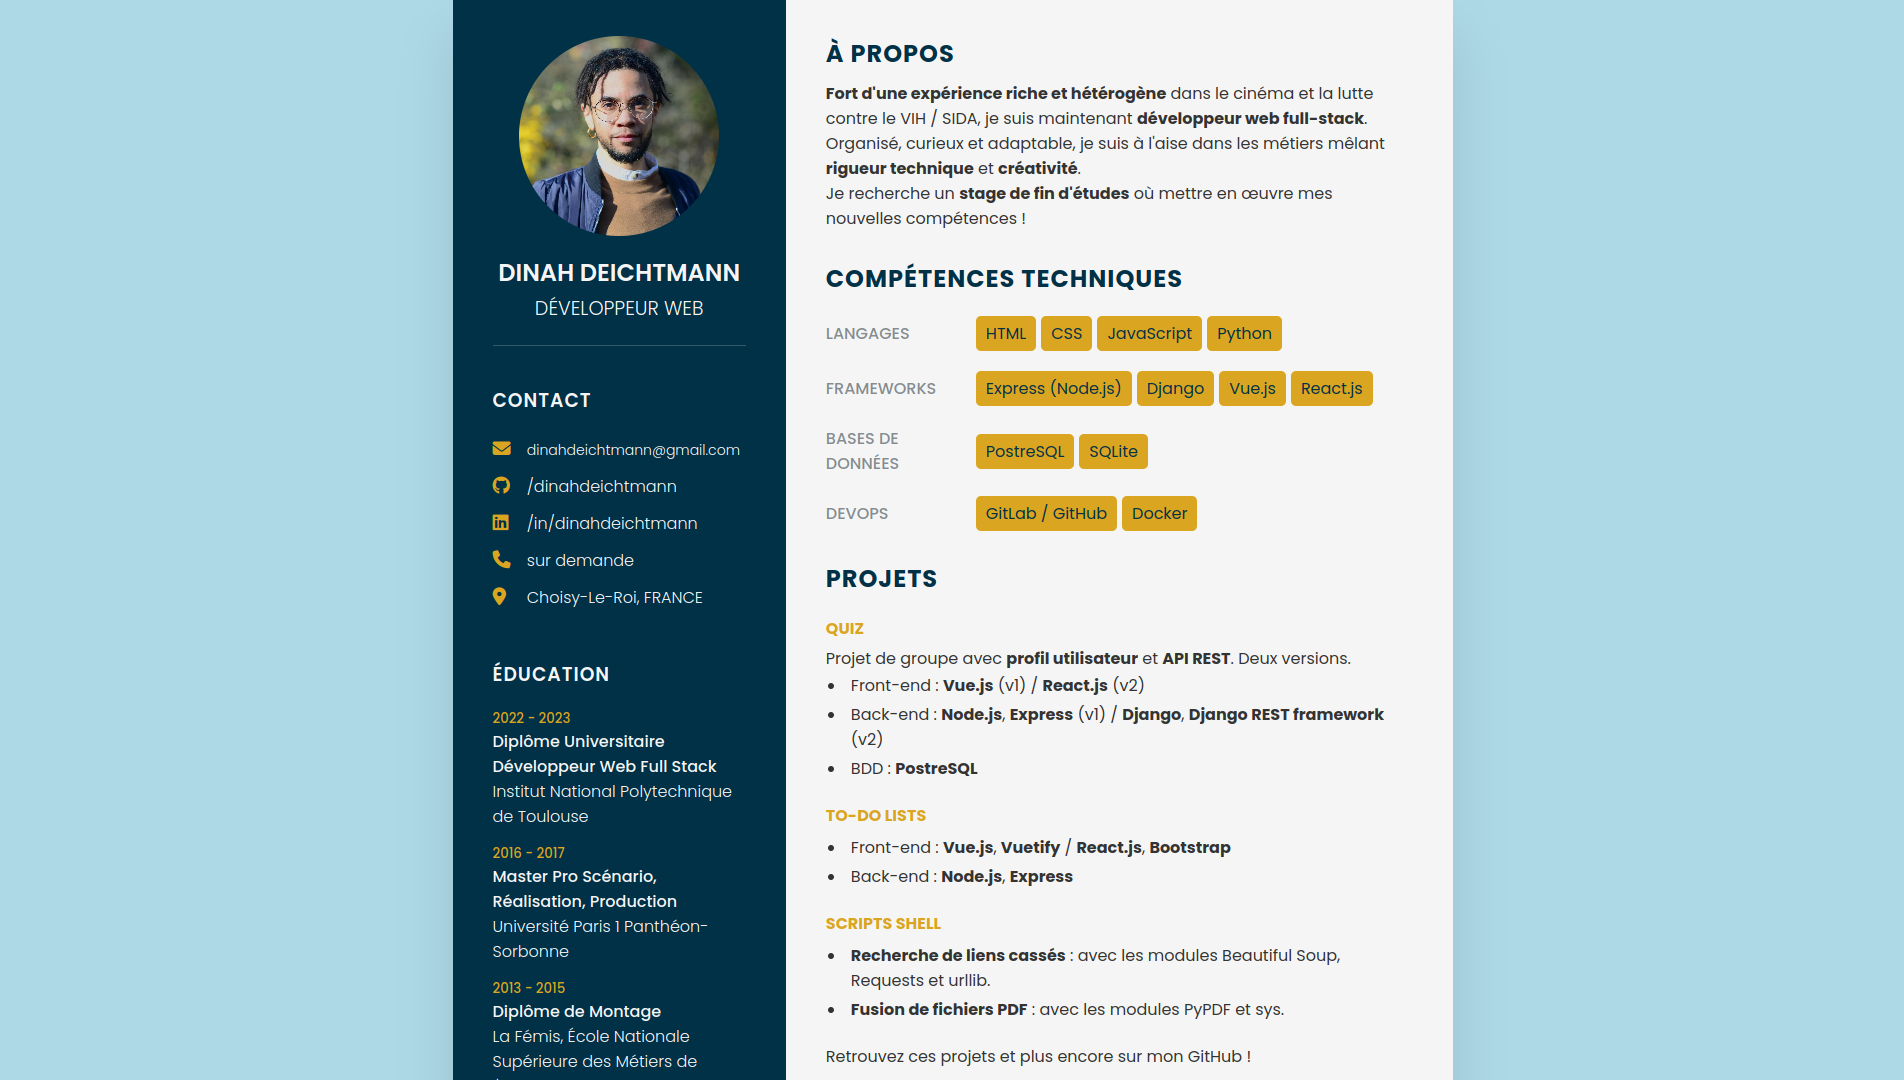 DINAH DEICHTMANN
DÉVELOPPEUR WEB
CONTACT
dinahdeichtmann@gmail.com
/dinahdeichtmann
/in/dinahdeichtmann
sur demande
Choisy-Le-Roi, FRANCE
ÉDUCATION
2022 - 2023
Diplôme Universitaire
Développeur Web Full Stack
Institut National Polytechnique
de Toulouse
2016 - 2017
Master Pro Scénario,
Réalisation, Production
Université Paris 1 Panthéon-
Sorbonne
2013 - 2015
Diplôme de Montage
La Fémis, École Nationale
Supérieure des Métiers de
À PROPOS
Fort d'une expérience riche et hétérogène dans le cinéma et la lutte
contre le VIH / SIDA, je suis maintenant développeur web full-stack.
Organisé, curieux et adaptable, je suis à l'aise dans les métiers mêlant
rigueur technique et créativité.
Je recherche un stage de fin d'études où mettre en œuvre mes
nouvelles compétences !
COMPÉTENCES TECHNIQUES
LANGAGES HTML CSS JavaScript Python
FRAMEWORKS Express (Node.js) Django Vue.js React.js
BASES DE
DONNÉES PostreSQL SQLite
DEVOPS GitLab / GitHub Docker
PROJETS
QUIZ
Projet de groupe avec profil utilisateur et API REST. Deux versions.
• Front-end : Vue.js (v1) / React.js (v2)
• Back-end : Node.js, Express (v1) / Django, Django REST framework
(v2)
• BDD : PostreSQL
TO-DO LISTS
• Front-end : Vue.js, Vuetify / React.js, Bootstrap
• Back-end : Node.js, Express
SCRIPTS SHELL
• Recherche de liens cassés : avec les modules Beautiful Soup,
Requests et urllib.
• Fusion de fichiers PDF : avec les modules PyPDF et sys.
Retrouvez ces projets et plus encore sur mon GitHub !